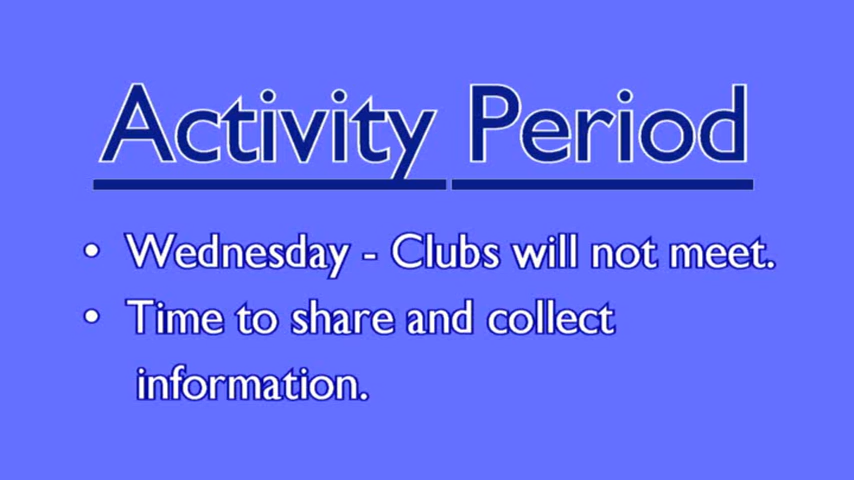 Activity Period
• Wednesday - Clubs will not meet.
• Time to share and collect
information.